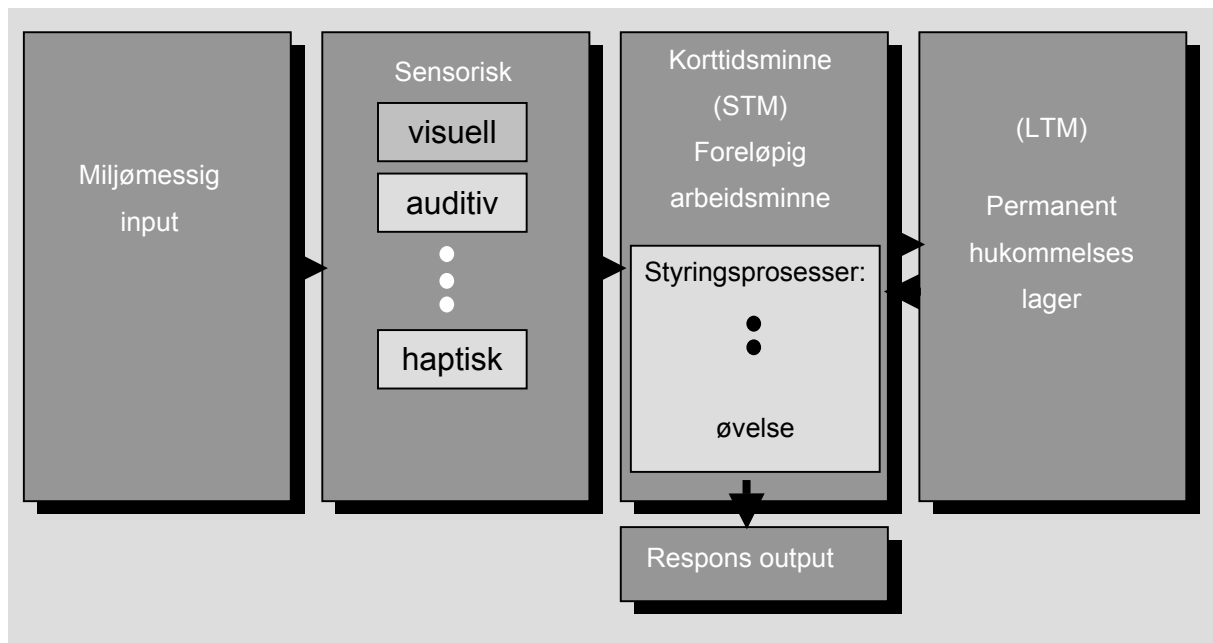 Miljømessig
input
Sensorisk
visuell
auditiv
haptisk
Korttidsminne
(STM)
Foreløpig
arbeidsminne
Styringsprosesser:
øvelse
Respons output
(LTM)
Permanent
hukommelses
lager